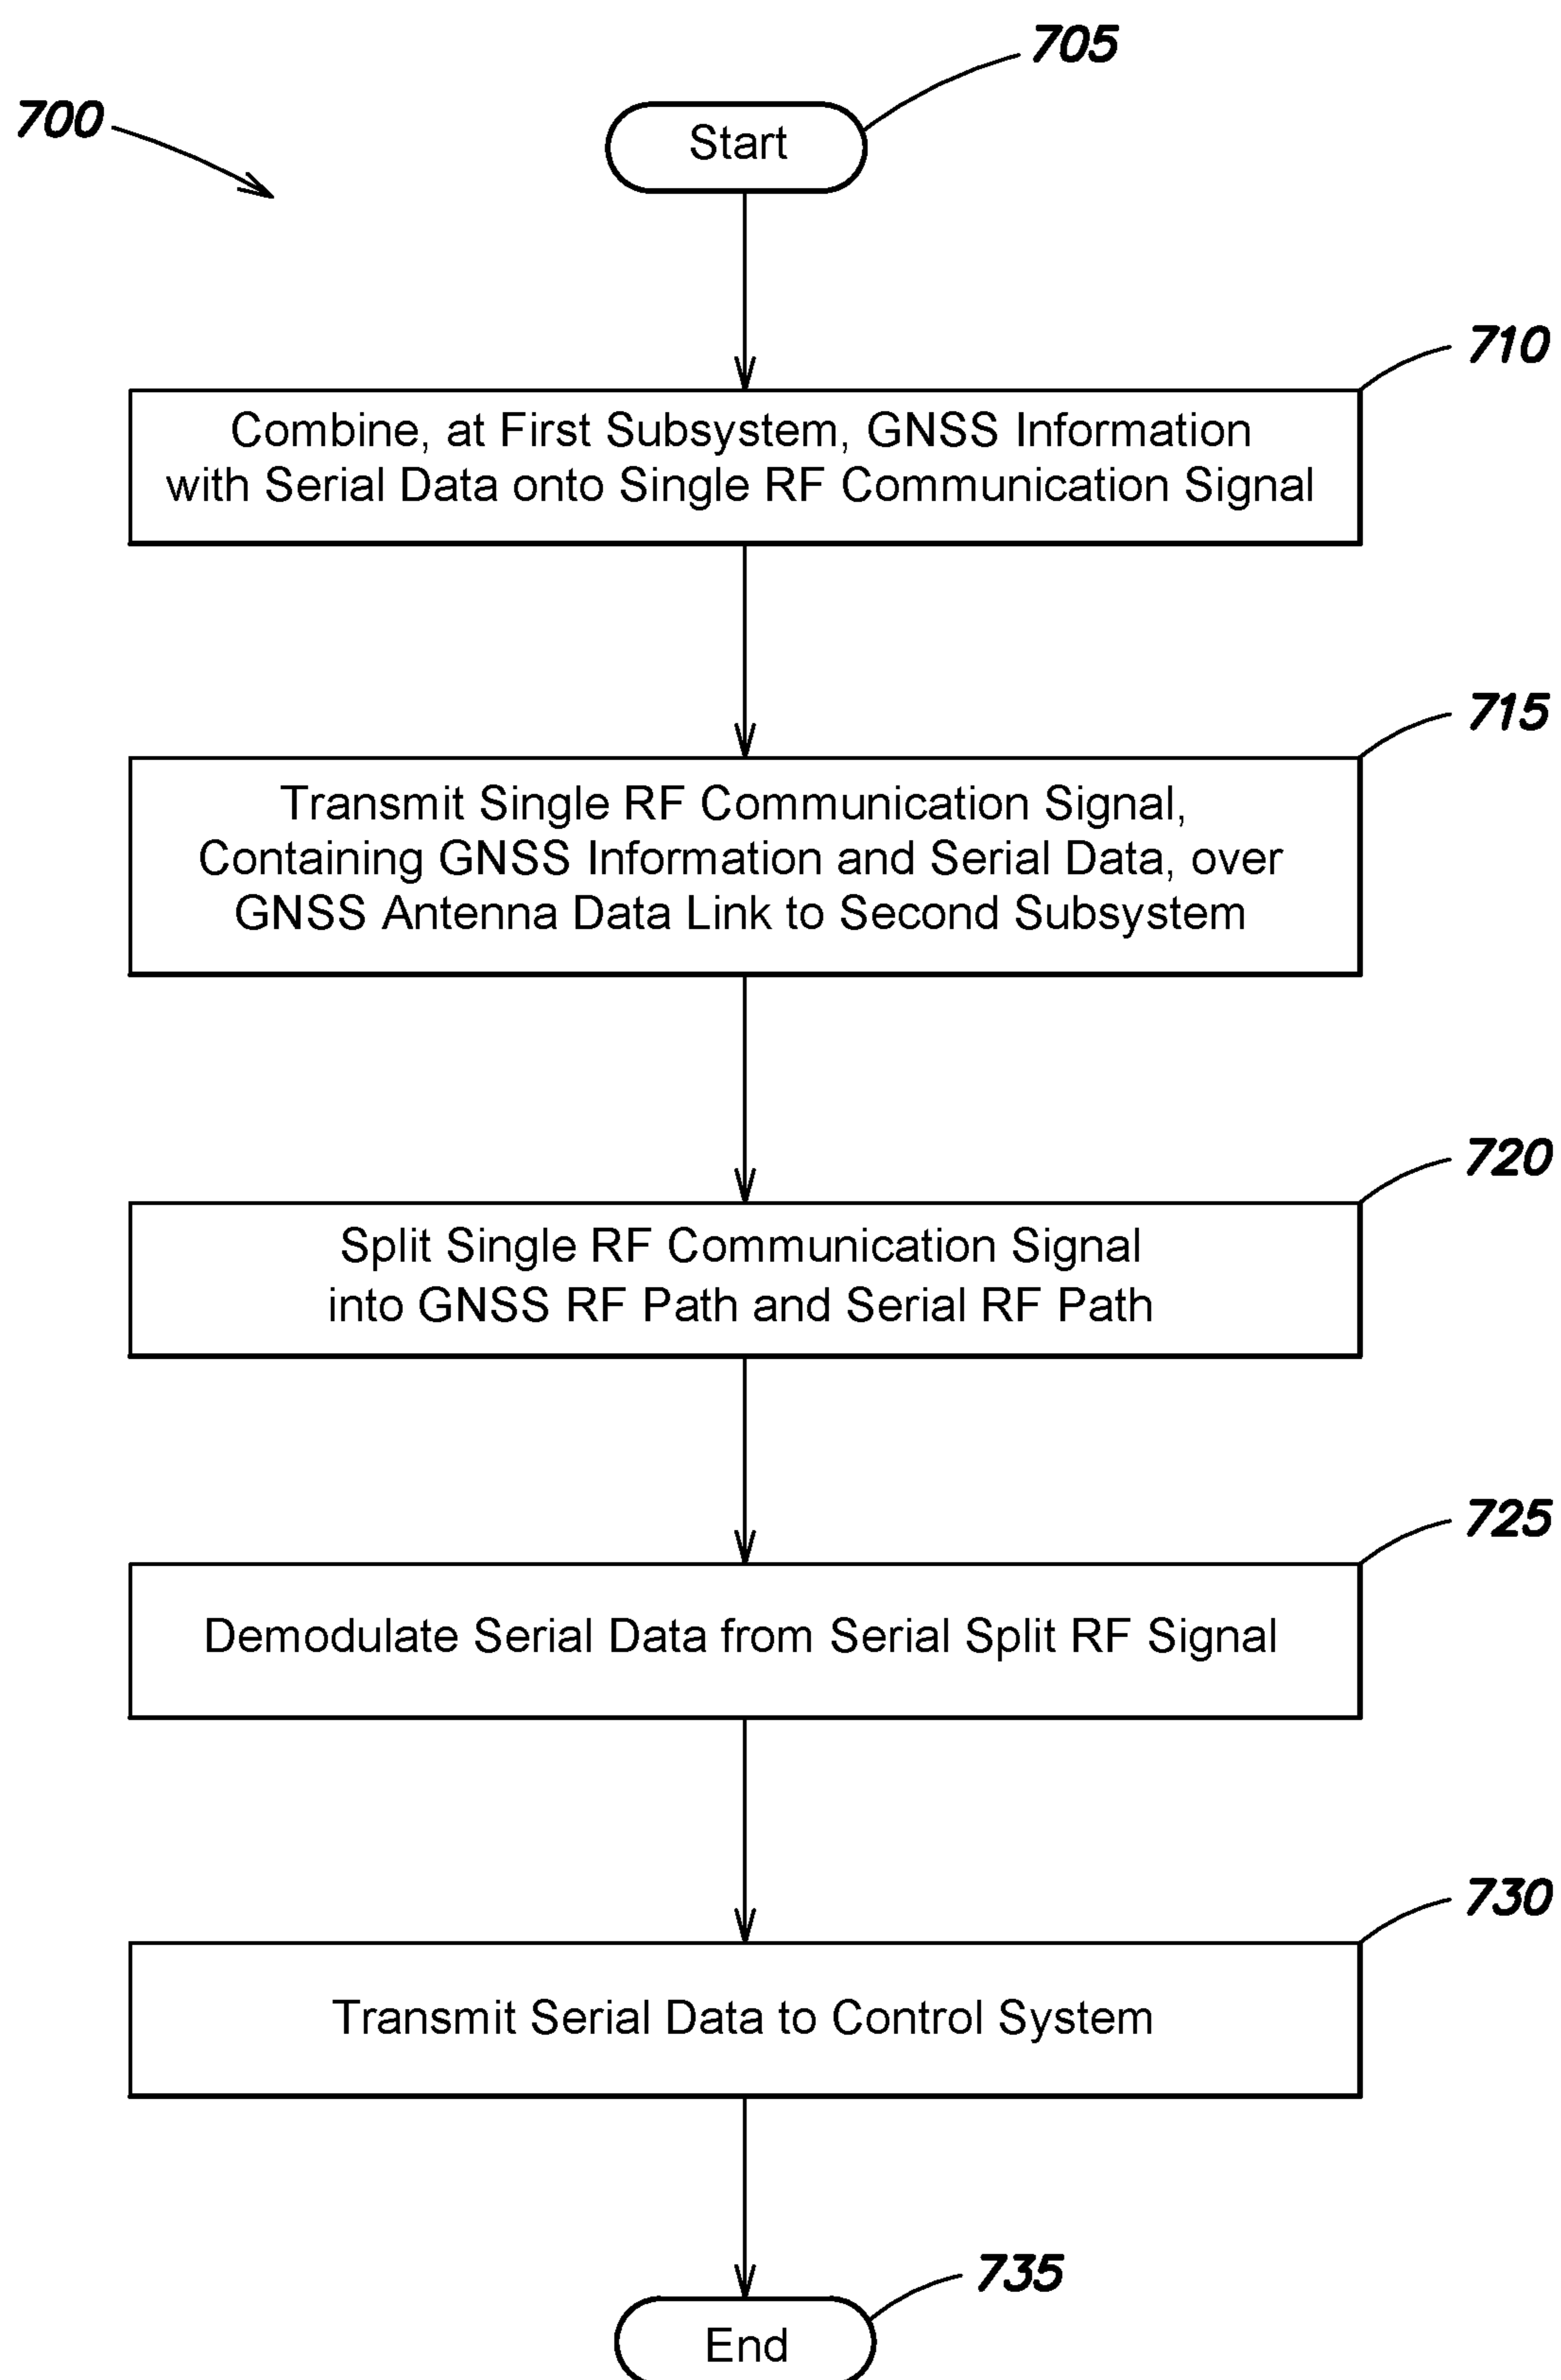 705
700
Start
710
Combine, at First Subsystem, GNSS Information
with Serial Data onto Single RF Communication Signal
715
Transmit Single RF Communication Signal,
Containing GNSS Information and Serial Data, over
GNSS Antenna Data Link to Second Subsystem
720
Split Single RF Communication Signal
into GNSS RF Path and Serial RF Path
725
Demodulate Serial Data from Serial Split RF Signal
730
Transmit Serial Data to Control System
735
End